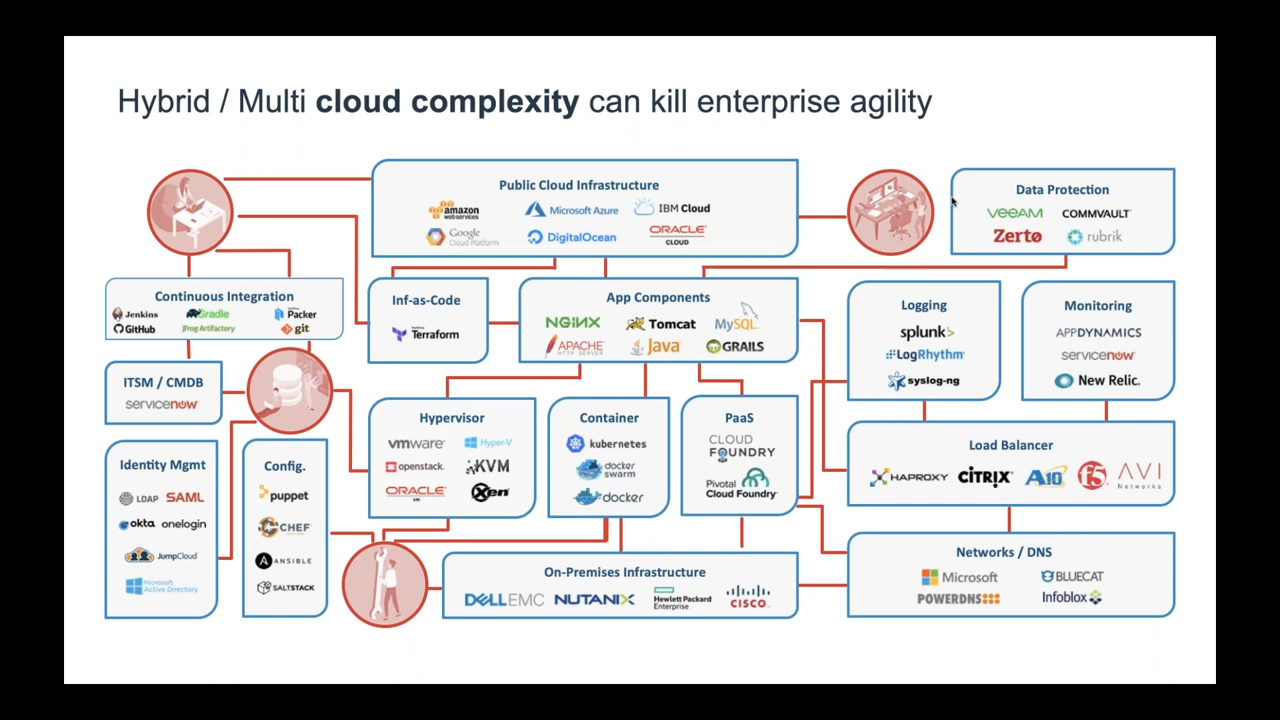 Hybrid / Multi cloud complexity can kill enterprise agility
Public Cloud Infrastructure
amazon
web services
Microsoft Azure
IBM Cloud
Google
Cloud Platform
DigitalOcean
ORACLE
CLOUD
Data Protection
veeam
COMMVAULT
Zerto
rubrik
Continuous Integration
Jenkins
Gradle
Packer
GitHub
JFrog Artifactory
git
Inf-as-Code
Terraform
App Components
NGINX
Tomcat
MySQL
APACHE
HTTP SERVER
Java
GRAILS
Logging
splunk>
LogRhythm
syslog-ng
Monitoring
APPDYNAMICS
servicenow
New Relic.
ITSM / CMDB
servicenow
Hypervisor
vmware
Hyper-V
openstack.
KVM
ORACLE
VM
Xen
Container
kubernetes
docker
swarm
docker
PaaS
CLOUD
FOUNDRY
Pivotal
Cloud Foundry
Load Balancer
HAPROXY
CITRIX
A10
f5
AVI
Networks
Identity Mgmt
LDAP
SAML
okta
onelogin
JumpCloud
Microsoft
Active Directory
Config.
puppet
CHEF
ANSIBLE
SALTSTACK
On-Premises Infrastructure
DELL EMC
NUTANIX
Hewlett Packard
Enterprise
CISCO
Networks / DNS
Microsoft
BLUECAT
POWERDNS
Infoblox